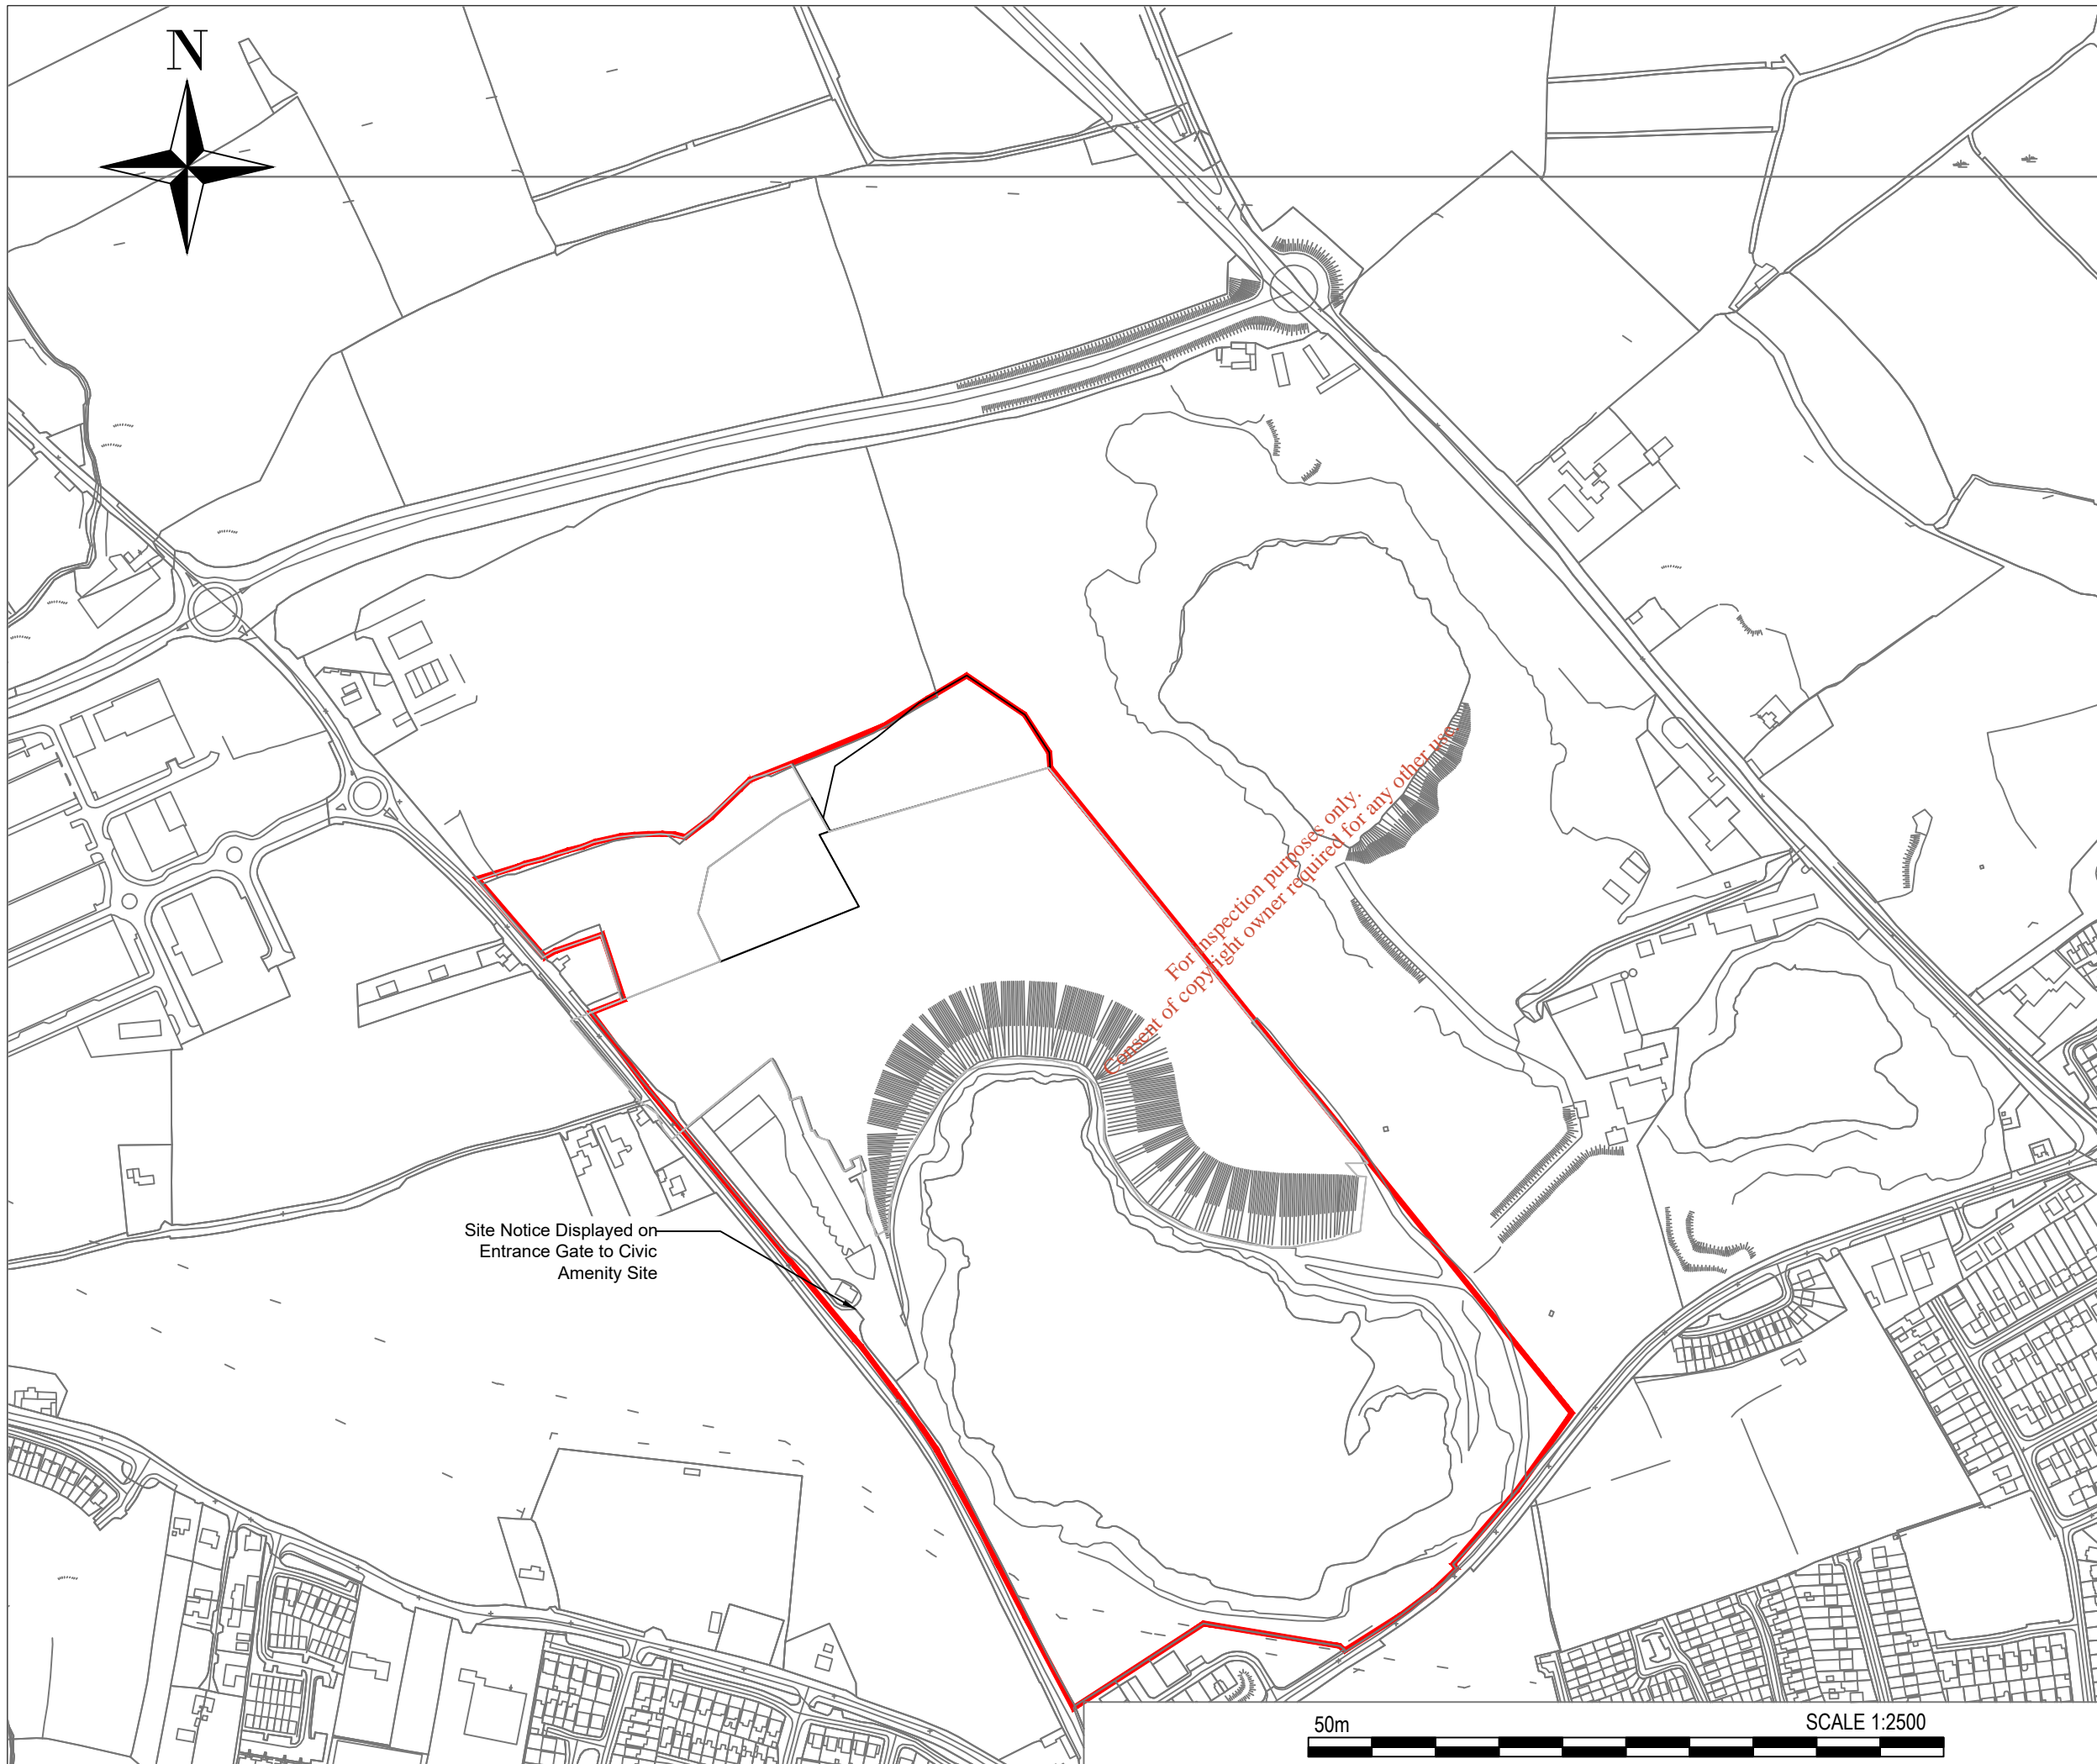 N
For inspection purposes only.
Consent of copyright owner required for any other use.
Site Notice Displayed on
Entrance Gate to Civic
Amenity Site
50m
SCALE 1:2500